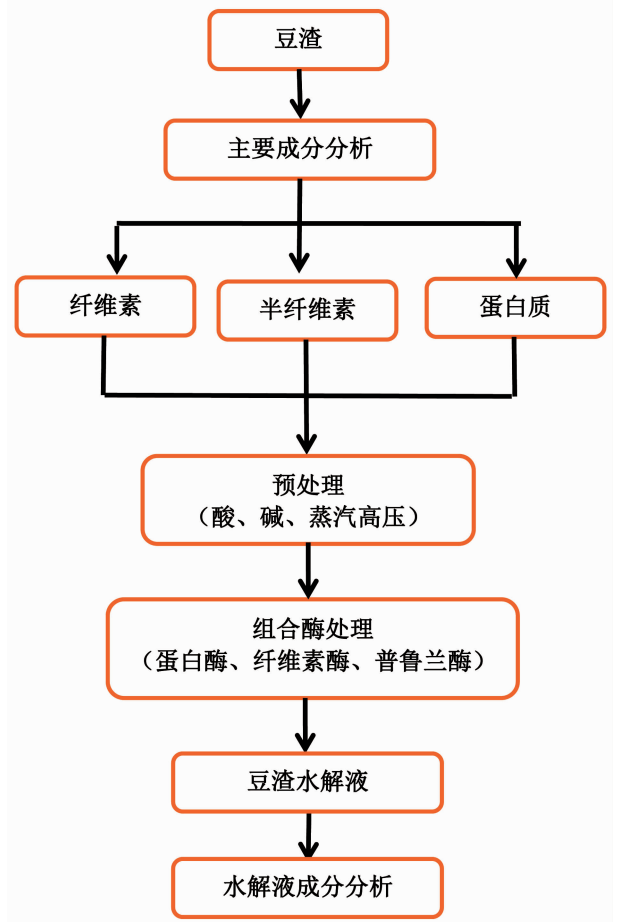 豆渣
主要成分分析
纤维素
半纤维素
蛋白质
预处理
（酸、碱、蒸汽高压）
组合酶处理
（蛋白酶、纤维素酶、普鲁兰酶）
豆渣水解液
水解液成分分析